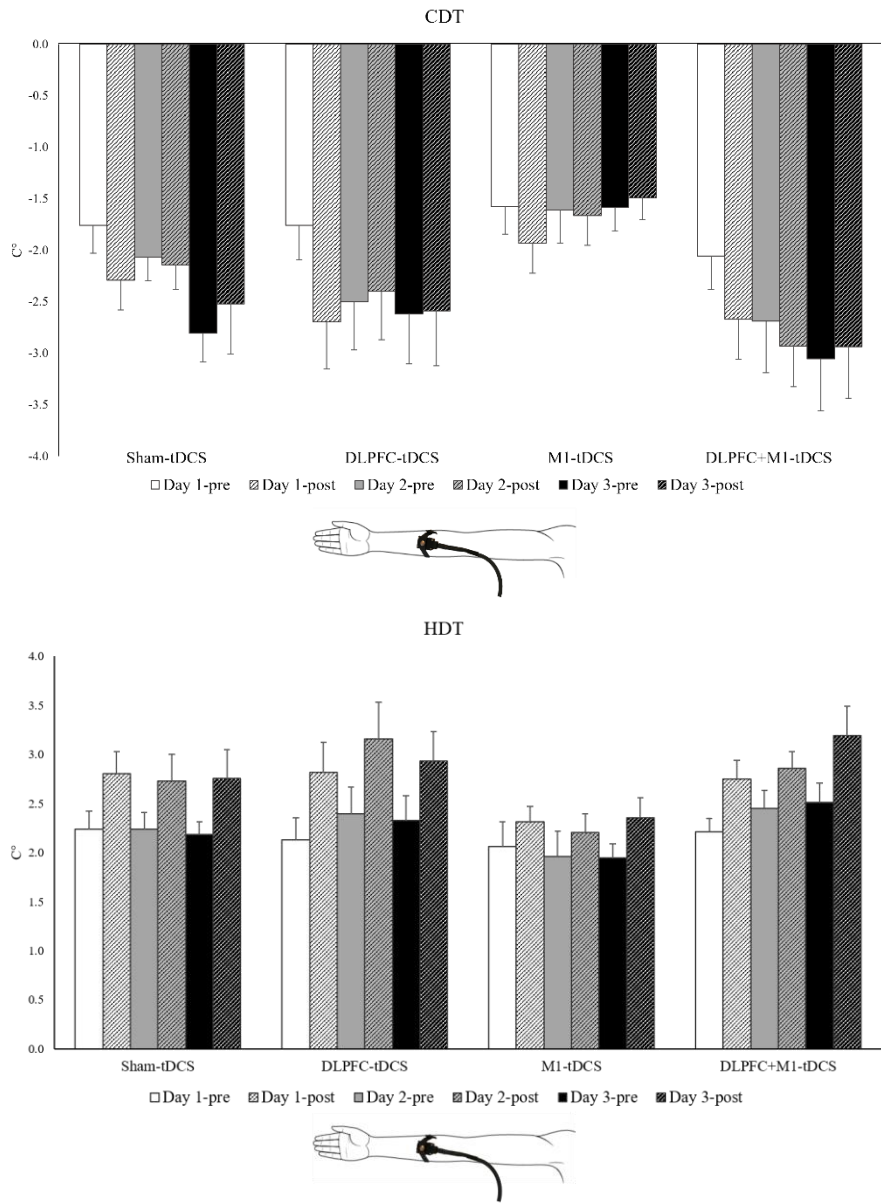 CDT
0.0
-0.5
-1.0
-1.5
-2.0
-2.5
-3.0
-3.5
-4.0
C°
Sham-tDCS DLPFC-tDCS M1-tDCS DLPFC+M1-tDCS
Day 1-pre Day 1-post Day 2-pre Day 2-post Day 3-pre Day 3-post
HDT
4.0
3.5
3.0
2.5
2.0
1.5
1.0
0.5
0.0
C°
Sham-tDCS DLPFC-tDCS M1-tDCS DLPFC+M1-tDCS
Day 1-pre Day 1-post Day 2-pre Day 2-post Day 3-pre Day 3-post